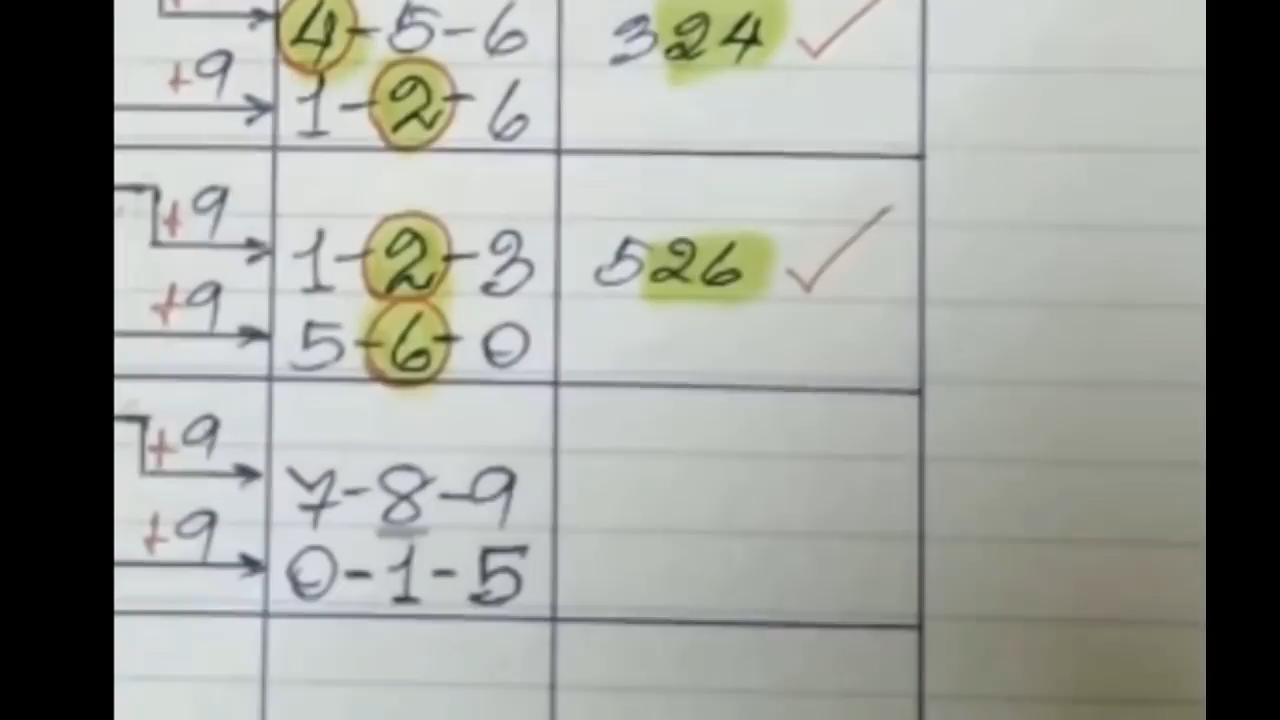 4-5-6 324 ✓
+9 1-2-6
+9 1-2-3 526 ✓
+9 5-6-0
+9 7-8-9
+9 0-1-5